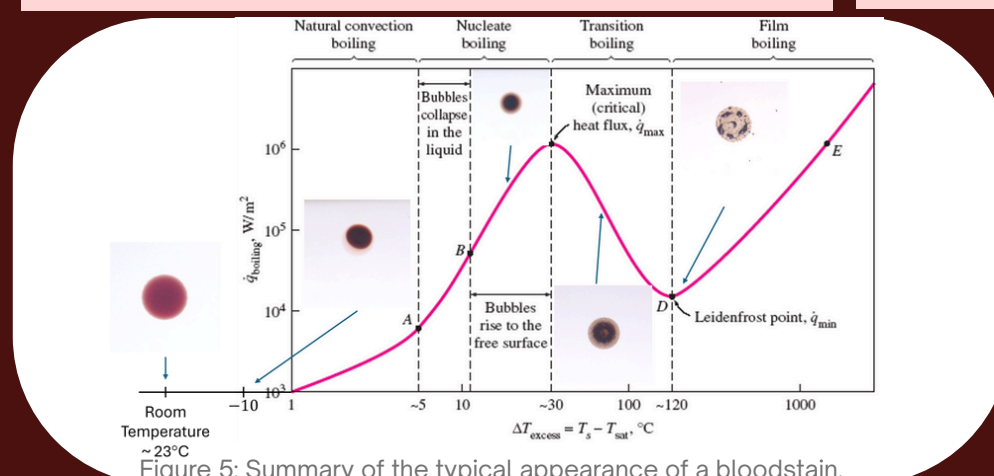 Natural convection
boiling
Nucleate
boiling
Transition
boiling
Film
boiling
Bubbles
collapse
in the
liquid
Maximum
(critical)
heat flux, q̇max
10⁶
E
q̇boiling, W/m²
10⁵
B
10⁴
A
Bubbles
rise to the
free surface
D
Leidenfrost point, q̇min
10³
−10
1
~5
10
~30
100
~120
1000
Room
Temperature
~ 23°C
ΔTexcess = Ts − Tsat, °C
Figure 5: Summary of the typical appearance of a bloodstain,